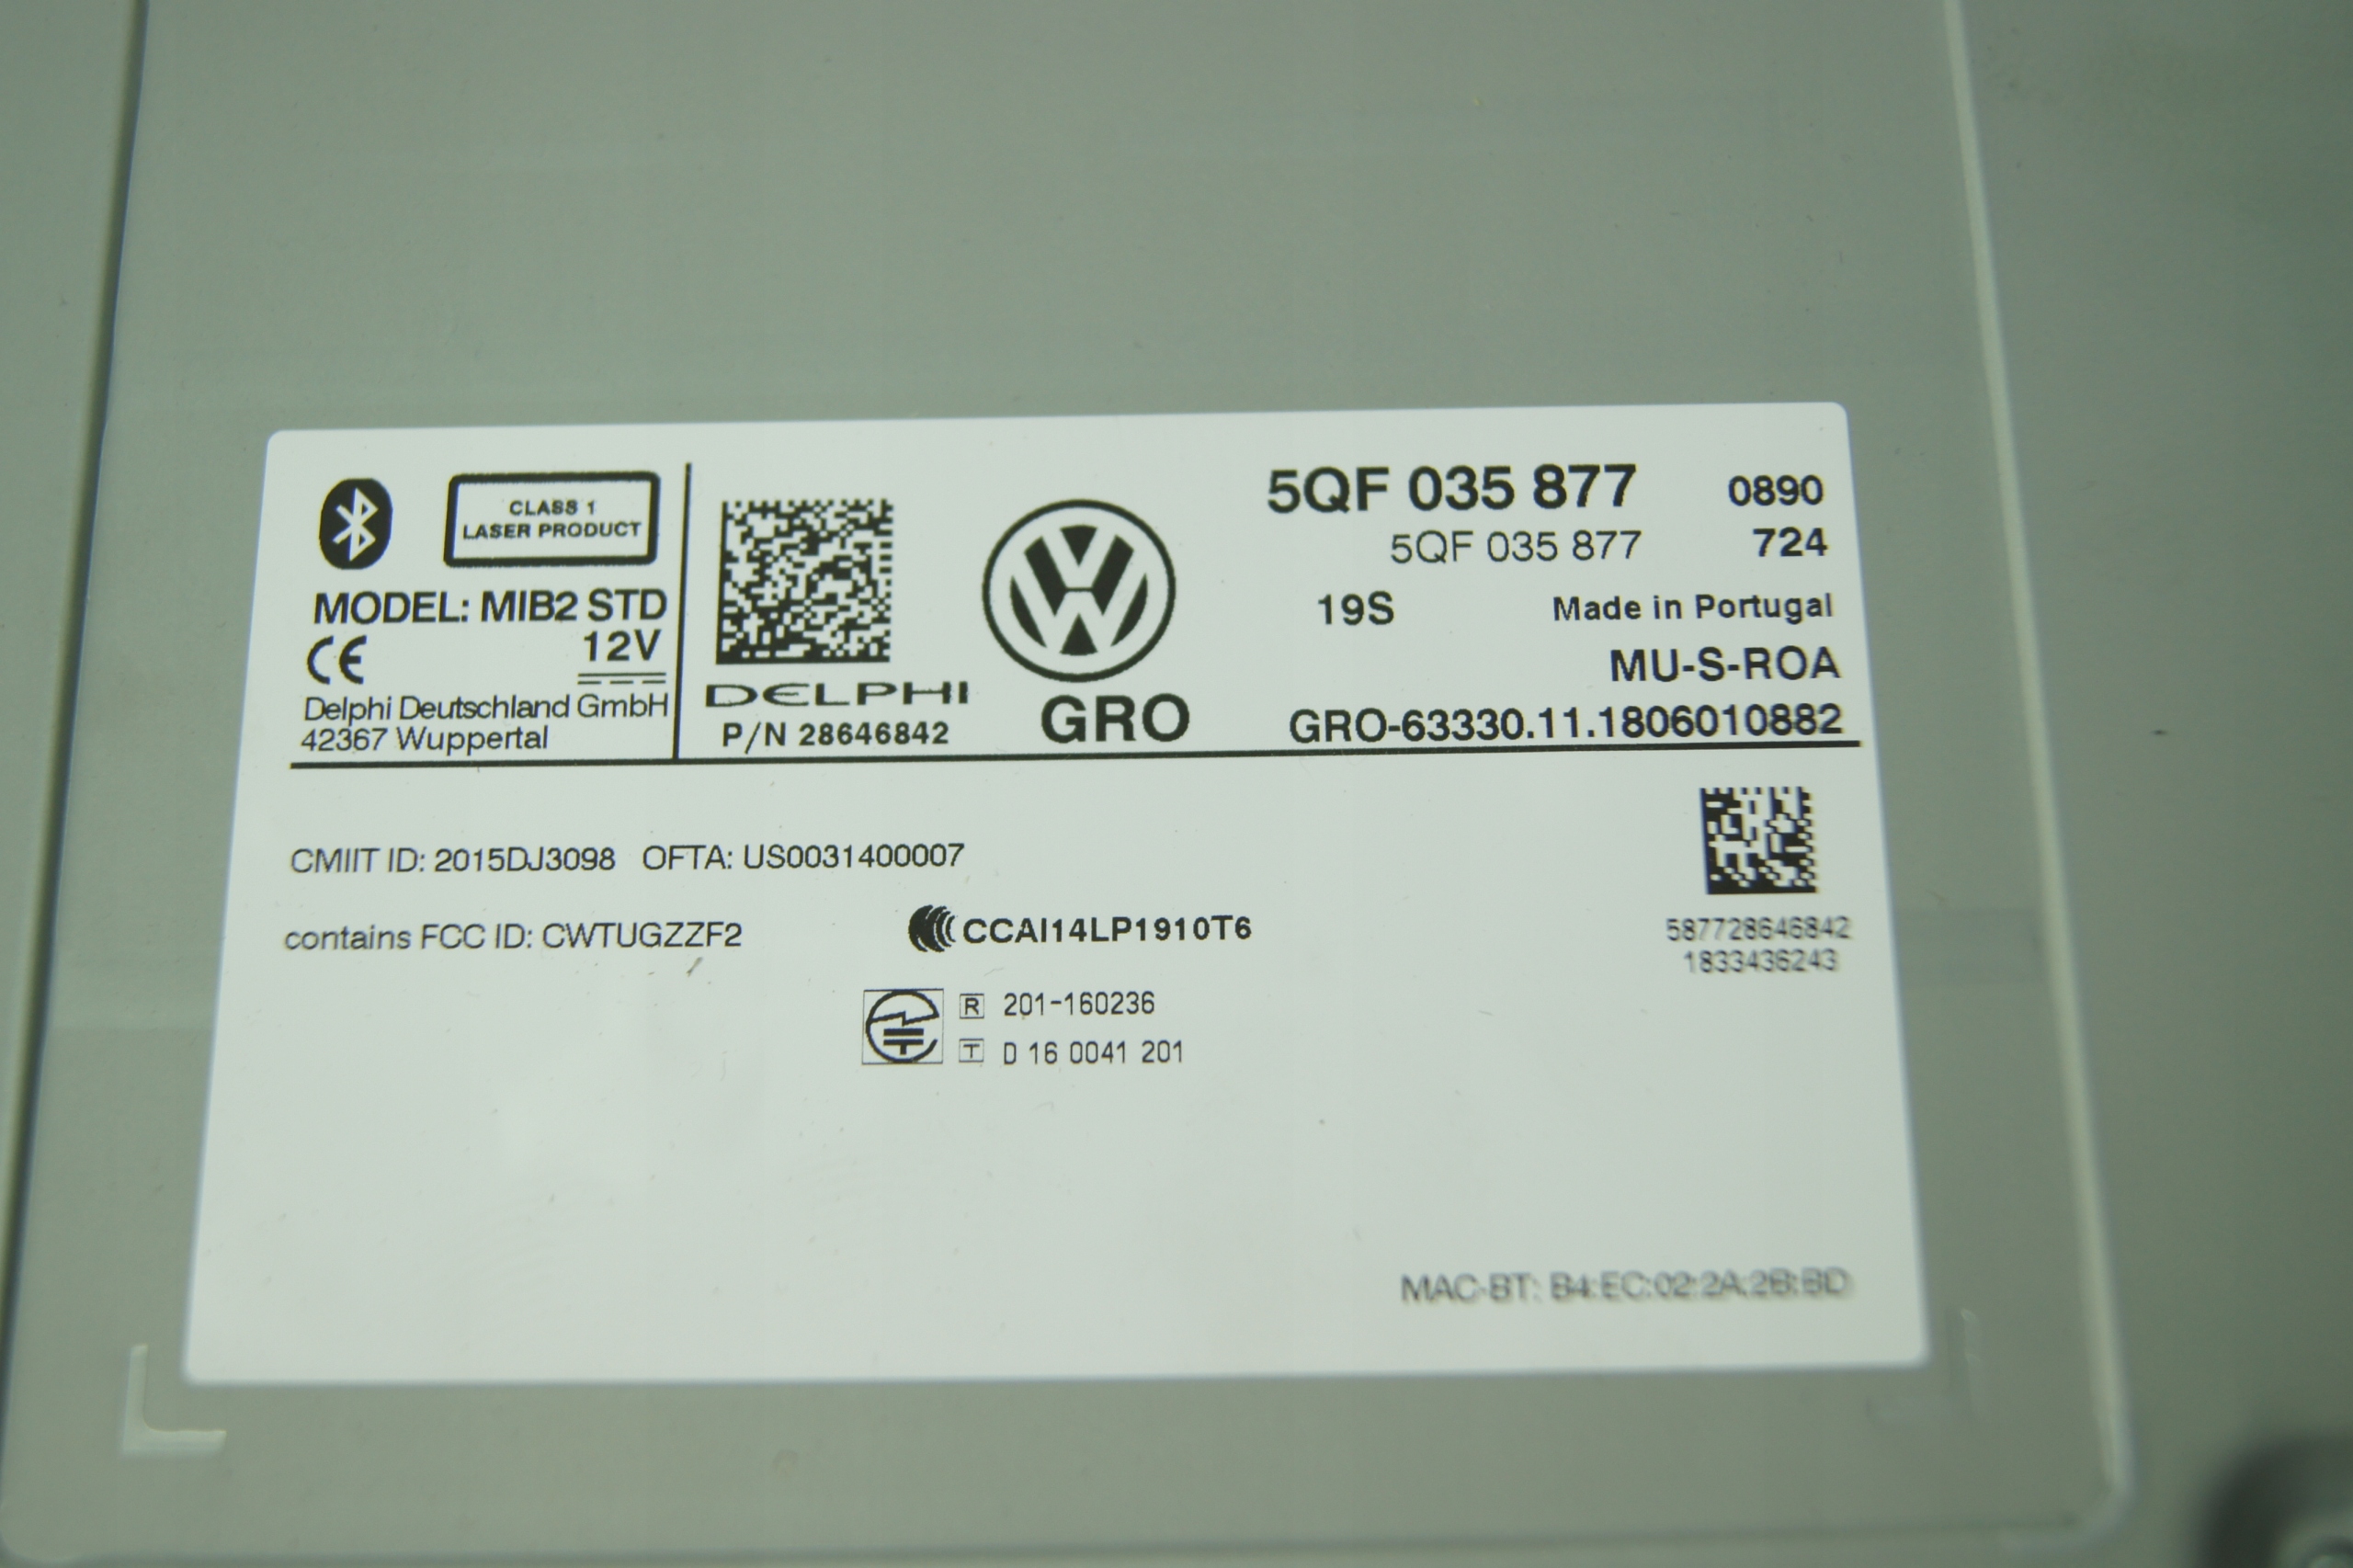 CLASS 1
LASER PRODUCT
MODEL: MIB2 STD
12V
CE
Delphi Deutschland GmbH
42367 Wuppertal
DELPHI
P/N 28646842
VW
GRO
5QF 035 877 0890
5QF 035 877 724
19S Made in Portugal
MU-S-ROA
GRO-63330.11.1806010882
CMIIT ID: 2015DJ3098 OFTA: US0031400007
contains FCC ID: CWTUGZZF2
CCAI14LP1910T6
R 201-160236
T D 16 0041 201
587728646842
1833436243
MAC-BT: B4:EC:02:2A:2B:BD